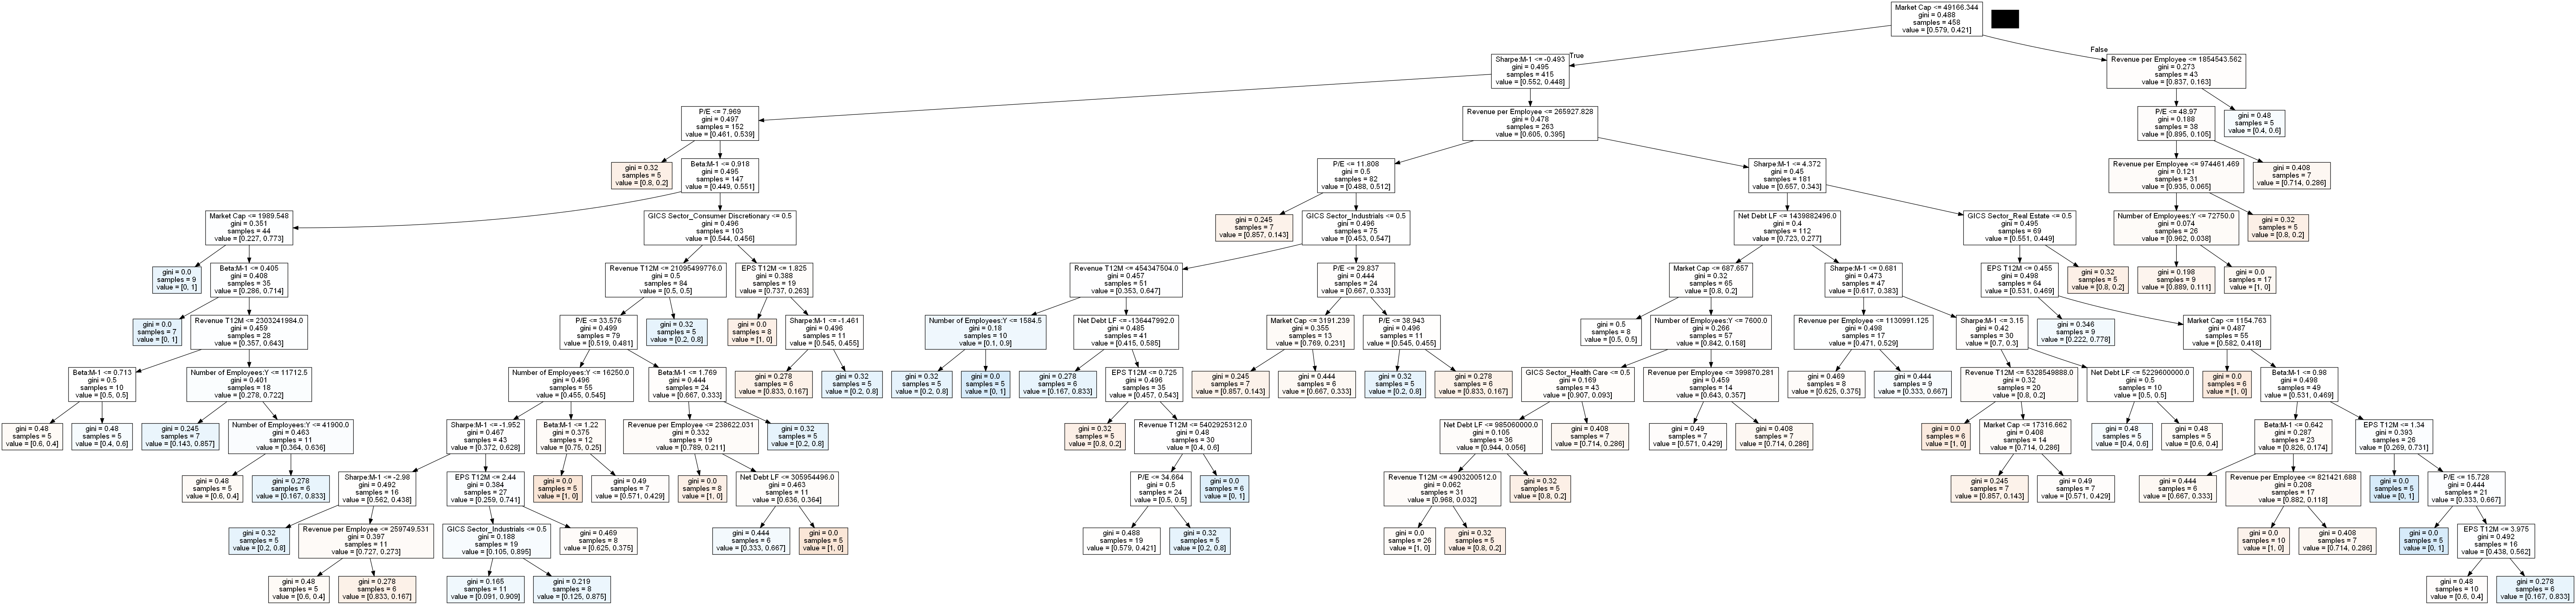 Market Cap <= 49166.344
gini = 0.488
samples = 458
value = [0.579, 0.421]
True
False
Sharpe:M-1 <= -0.493
gini = 0.495
samples = 415
value = [0.552, 0.448]
Revenue per Employee <= 1854543.562
gini = 0.273
samples = 43
value = [0.837, 0.163]
P/E <= 7.969
gini = 0.497
samples = 152
value = [0.461, 0.539]
Revenue per Employee <= 265927.828
gini = 0.478
samples = 263
value = [0.605, 0.395]
P/E <= 48.97
gini = 0.188
samples = 38
value = [0.895, 0.105]
gini = 0.48
samples = 5
value = [0.4, 0.6]
gini = 0.32
samples = 5
value = [0.8, 0.2]
Beta:M-1 <= 0.918
gini = 0.495
samples = 147
value = [0.449, 0.551]
P/E <= 11.808
gini = 0.5
samples = 82
value = [0.488, 0.512]
Sharpe:M-1 <= 4.372
gini = 0.45
samples = 181
value = [0.657, 0.343]
Revenue per Employee <= 974461.469
gini = 0.121
samples = 31
value = [0.935, 0.065]
gini = 0.408
samples = 7
value = [0.714, 0.286]
Market Cap <= 1989.548
gini = 0.351
samples = 44
value = [0.227, 0.773]
GICS Sector_Consumer Discretionary <= 0.5
gini = 0.496
samples = 103
value = [0.544, 0.456]
gini = 0.245
samples = 7
value = [0.857, 0.143]
GICS Sector_Industrials <= 0.5
gini = 0.496
samples = 75
value = [0.453, 0.547]
Net Debt LF <= 1439882496.0
gini = 0.4
samples = 112
value = [0.723, 0.277]
GICS Sector_Real Estate <= 0.5
gini = 0.495
samples = 69
value = [0.551, 0.449]
Number of Employees:Y <= 72750.0
gini = 0.074
samples = 26
value = [0.962, 0.038]
gini = 0.32
samples = 5
value = [0.8, 0.2]
gini = 0.0
samples = 9
value = [0, 1]
Beta:M-1 <= 0.405
gini = 0.408
samples = 35
value = [0.286, 0.714]
Revenue T12M <= 21095499776.0
gini = 0.5
samples = 84
value = [0.5, 0.5]
EPS T12M <= 1.825
gini = 0.388
samples = 19
value = [0.737, 0.263]
Revenue T12M <= 454347504.0
gini = 0.457
samples = 51
value = [0.353, 0.647]
P/E <= 29.837
gini = 0.444
samples = 24
value = [0.667, 0.333]
Market Cap <= 687.657
gini = 0.32
samples = 65
value = [0.8, 0.2]
Sharpe:M-1 <= 0.681
gini = 0.473
samples = 47
value = [0.617, 0.383]
EPS T12M <= 0.455
gini = 0.498
samples = 64
value = [0.531, 0.469]
gini = 0.32
samples = 5
value = [0.8, 0.2]
gini = 0.198
samples = 9
value = [0.889, 0.111]
gini = 0.0
samples = 17
value = [1, 0]
gini = 0.0
samples = 7
value = [0, 1]
Revenue T12M <= 2303241984.0
gini = 0.459
samples = 28
value = [0.357, 0.643]
P/E <= 33.576
gini = 0.499
samples = 79
value = [0.519, 0.481]
gini = 0.32
samples = 5
value = [0.2, 0.8]
gini = 0.0
samples = 8
value = [1, 0]
Sharpe:M-1 <= -1.461
gini = 0.496
samples = 11
value = [0.545, 0.455]
Number of Employees:Y <= 1584.5
gini = 0.18
samples = 10
value = [0.1, 0.9]
Net Debt LF <= -136447992.0
gini = 0.485
samples = 41
value = [0.415, 0.585]
Market Cap <= 3191.239
gini = 0.355
samples = 13
value = [0.769, 0.231]
P/E <= 38.943
gini = 0.496
samples = 11
value = [0.545, 0.455]
gini = 0.5
samples = 8
value = [0.5, 0.5]
Number of Employees:Y <= 7600.0
gini = 0.266
samples = 57
value = [0.842, 0.158]
Revenue per Employee <= 1130991.125
gini = 0.498
samples = 17
value = [0.471, 0.529]
Sharpe:M-1 <= 3.15
gini = 0.42
samples = 30
value = [0.7, 0.3]
gini = 0.346
samples = 9
value = [0.222, 0.778]
Market Cap <= 1154.763
gini = 0.487
samples = 55
value = [0.582, 0.418]
Beta:M-1 <= 0.713
gini = 0.5
samples = 10
value = [0.5, 0.5]
Number of Employees:Y <= 11712.5
gini = 0.401
samples = 18
value = [0.278, 0.722]
Number of Employees:Y <= 16250.0
gini = 0.496
samples = 55
value = [0.455, 0.545]
Beta:M-1 <= 1.769
gini = 0.444
samples = 24
value = [0.667, 0.333]
gini = 0.278
samples = 6
value = [0.833, 0.167]
gini = 0.32
samples = 5
value = [0.2, 0.8]
gini = 0.32
samples = 5
value = [0.2, 0.8]
gini = 0.0
samples = 5
value = [0, 1]
gini = 0.278
samples = 6
value = [0.167, 0.833]
EPS T12M <= 0.725
gini = 0.496
samples = 35
value = [0.457, 0.543]
gini = 0.245
samples = 7
value = [0.857, 0.143]
gini = 0.444
samples = 6
value = [0.667, 0.333]
gini = 0.32
samples = 5
value = [0.2, 0.8]
gini = 0.278
samples = 6
value = [0.833, 0.167]
GICS Sector_Health Care <= 0.5
gini = 0.169
samples = 43
value = [0.907, 0.093]
Revenue per Employee <= 399870.281
gini = 0.459
samples = 14
value = [0.643, 0.357]
gini = 0.469
samples = 8
value = [0.625, 0.375]
gini = 0.444
samples = 9
value = [0.333, 0.667]
Revenue T12M <= 5328549888.0
gini = 0.32
samples = 20
value = [0.8, 0.2]
Net Debt LF <= 5229600000.0
gini = 0.5
samples = 10
value = [0.5, 0.5]
gini = 0.0
samples = 6
value = [1, 0]
Beta:M-1 <= 0.98
gini = 0.498
samples = 49
value = [0.531, 0.469]
gini = 0.48
samples = 5
value = [0.6, 0.4]
gini = 0.48
samples = 5
value = [0.4, 0.6]
gini = 0.245
samples = 7
value = [0.143, 0.857]
Number of Employees:Y <= 41900.0
gini = 0.463
samples = 11
value = [0.364, 0.636]
Sharpe:M-1 <= -1.952
gini = 0.467
samples = 43
value = [0.372, 0.628]
Beta:M-1 <= 1.22
gini = 0.375
samples = 12
value = [0.75, 0.25]
Revenue per Employee <= 238622.031
gini = 0.332
samples = 19
value = [0.789, 0.211]
gini = 0.32
samples = 5
value = [0.2, 0.8]
gini = 0.32
samples = 5
value = [0.8, 0.2]
Revenue T12M <= 5402925312.0
gini = 0.48
samples = 30
value = [0.4, 0.6]
Net Debt LF <= 985060000.0
gini = 0.105
samples = 36
value = [0.944, 0.056]
gini = 0.408
samples = 7
value = [0.714, 0.286]
gini = 0.49
samples = 7
value = [0.571, 0.429]
gini = 0.408
samples = 7
value = [0.714, 0.286]
gini = 0.0
samples = 6
value = [1, 0]
Market Cap <= 17316.662
gini = 0.408
samples = 14
value = [0.714, 0.286]
gini = 0.48
samples = 5
value = [0.4, 0.6]
gini = 0.48
samples = 5
value = [0.6, 0.4]
Beta:M-1 <= 0.642
gini = 0.287
samples = 23
value = [0.826, 0.174]
EPS T12M <= 1.34
gini = 0.393
samples = 26
value = [0.269, 0.731]
gini = 0.48
samples = 5
value = [0.6, 0.4]
gini = 0.278
samples = 6
value = [0.167, 0.833]
Sharpe:M-1 <= -2.98
gini = 0.492
samples = 16
value = [0.562, 0.438]
EPS T12M <= 2.44
gini = 0.384
samples = 27
value = [0.259, 0.741]
gini = 0.0
samples = 5
value = [1, 0]
gini = 0.49
samples = 7
value = [0.571, 0.429]
gini = 0.0
samples = 8
value = [1, 0]
Net Debt LF <= 305954496.0
gini = 0.463
samples = 11
value = [0.636, 0.364]
P/E <= 34.664
gini = 0.5
samples = 24
value = [0.5, 0.5]
gini = 0.0
samples = 6
value = [0, 1]
Revenue T12M <= 4903200512.0
gini = 0.062
samples = 31
value = [0.968, 0.032]
gini = 0.32
samples = 5
value = [0.8, 0.2]
gini = 0.245
samples = 7
value = [0.857, 0.143]
gini = 0.49
samples = 7
value = [0.571, 0.429]
gini = 0.444
samples = 6
value = [0.667, 0.333]
Revenue per Employee <= 821421.688
gini = 0.208
samples = 17
value = [0.882, 0.118]
gini = 0.0
samples = 5
value = [0, 1]
P/E <= 15.728
gini = 0.444
samples = 21
value = [0.333, 0.667]
gini = 0.32
samples = 5
value = [0.2, 0.8]
Revenue per Employee <= 259749.531
gini = 0.397
samples = 11
value = [0.727, 0.273]
GICS Sector_Industrials <= 0.5
gini = 0.188
samples = 19
value = [0.105, 0.895]
gini = 0.469
samples = 8
value = [0.625, 0.375]
gini = 0.444
samples = 6
value = [0.333, 0.667]
gini = 0.0
samples = 5
value = [1, 0]
gini = 0.488
samples = 19
value = [0.579, 0.421]
gini = 0.32
samples = 5
value = [0.2, 0.8]
gini = 0.0
samples = 26
value = [1, 0]
gini = 0.32
samples = 5
value = [0.8, 0.2]
gini = 0.0
samples = 10
value = [1, 0]
gini = 0.408
samples = 7
value = [0.714, 0.286]
gini = 0.0
samples = 5
value = [0, 1]
EPS T12M <= 3.975
gini = 0.492
samples = 16
value = [0.438, 0.562]
gini = 0.48
samples = 5
value = [0.6, 0.4]
gini = 0.278
samples = 6
value = [0.833, 0.167]
gini = 0.165
samples = 11
value = [0.091, 0.909]
gini = 0.219
samples = 8
value = [0.125, 0.875]
gini = 0.48
samples = 10
value = [0.6, 0.4]
gini = 0.278
samples = 6
value = [0.167, 0.833]